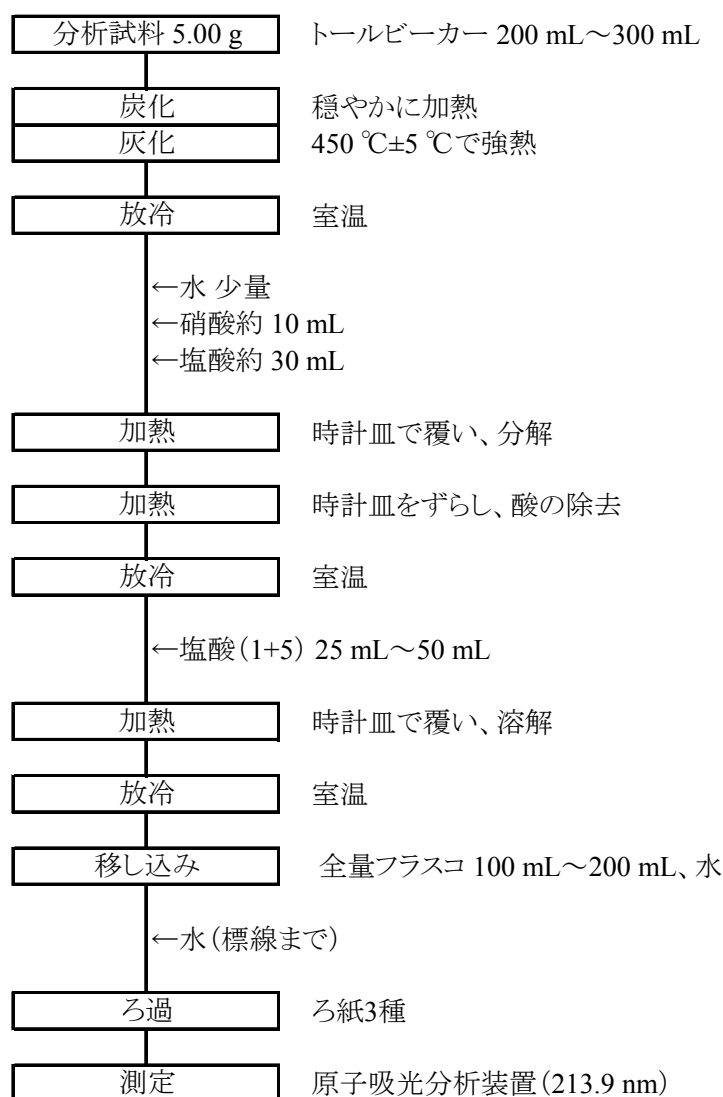 分析試料 5.00 g トールビーカー 200 mL~300 mL
炭化 穏やかに加熱
灰化 450 ℃±5 ℃で強熱
放冷 室温
←水 少量
←硝酸約 10 mL
←塩酸約 30 mL
加熱 時計皿で覆い、分解
加熱 時計皿をずらし、酸の除去
放冷 室温
←塩酸(1+5) 25 mL~50 mL
加熱 時計皿で覆い、溶解
放冷 室温
移し込み 全量フラスコ 100 mL~200 mL、水
←水(標線まで)
ろ過 ろ紙3種
測定 原子吸光分析装置(213.9 nm)